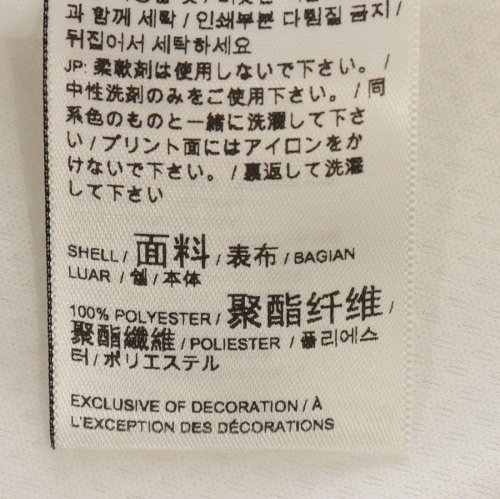 과 함께 세탁 / 인쇄부분 다림질 금지 /
뒤집어서 세탁하세요
JP: 柔軟剤は使用しないで下さい。 /
中性洗剤のみをご使用下さい。 / 同
系色のものと一緒に洗濯して下さ
い / プリント面にはアイロンをか
けないで下さい。 / 裏返して洗濯
して下さい
SHELL / 面料 / 表布 / BAGIAN
LUAR / 쉘 / 本体
100% POLYESTER / 聚酯纤维 /
聚酯纖維 / POLIESTER / 폴리에스
터 / ポリエステル
EXCLUSIVE OF DECORATION / À
L'EXCEPTION DES DÉCORATIONS